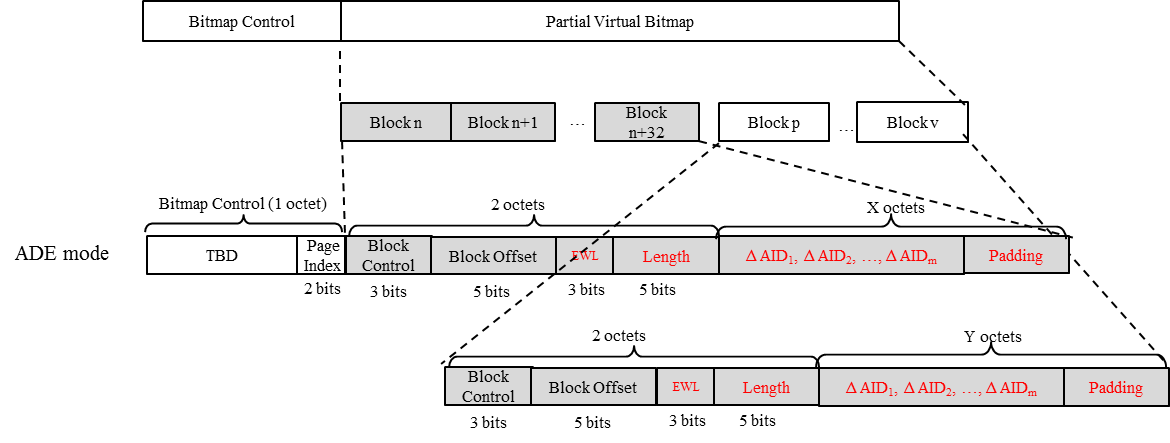 Bitmap Control Partial Virtual Bitmap
Block n Block n+1 … Block n+32 Block p … Block v
Bitmap Control (1 octet) 2 octets X octets
ADE mode TBD Page Index Block Control Block Offset EWL Length Δ AID1, Δ AID2, …, Δ AIDm Padding
2 bits 3 bits 5 bits 3 bits 5 bits
2 octets Y octets
Block Control Block Offset EWL Length Δ AID1, Δ AID2, …, Δ AIDm Padding
3 bits 5 bits 3 bits 5 bits